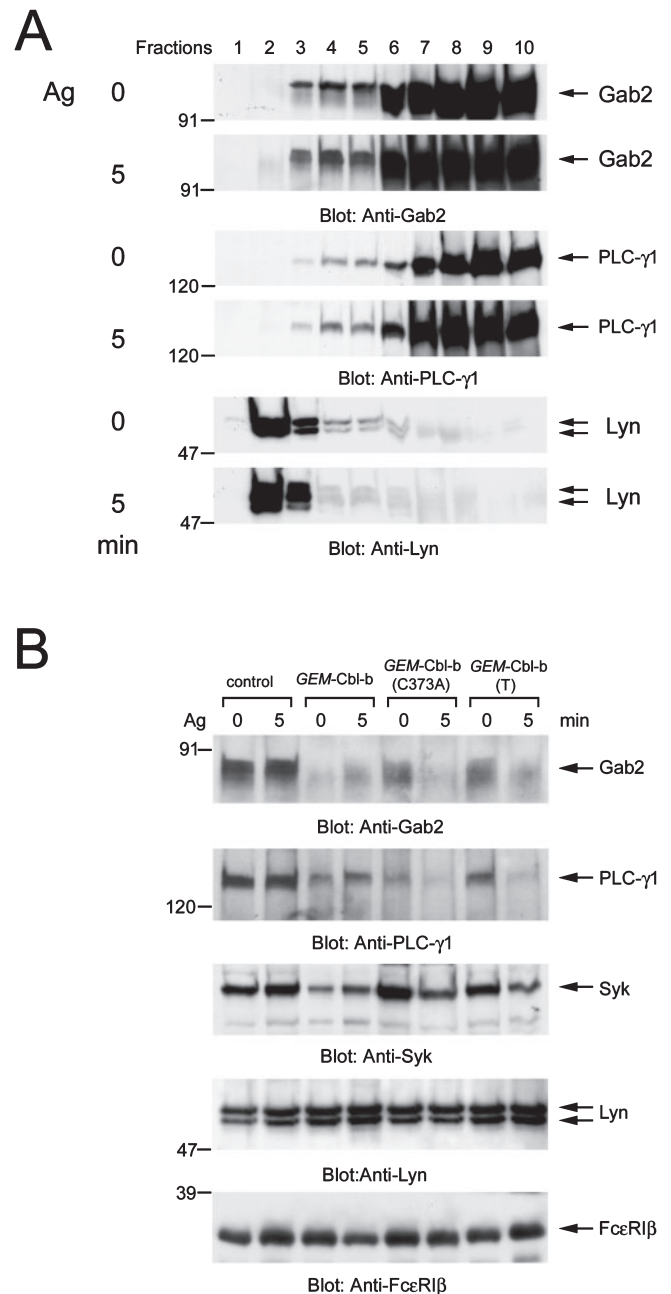 A
Fractions 1 2 3 4 5 6 7 8 9 10
Ag 0 Gab2
91
5 Gab2
91
Blot: Anti-Gab2
0 PLC-γ1
120
5 PLC-γ1
120
Blot: Anti-PLC-γ1
0 Lyn
47
5 Lyn
47
min
Blot: Anti-Lyn
B
control GEM-Cbl-b GEM-Cbl-b (C373A) GEM-Cbl-b (T)
Ag 0 5 0 5 0 5 0 5 min
91
Gab2
Blot: Anti-Gab2
PLC-γ1
120
Blot: Anti-PLC-γ1
Syk
Blot: Anti-Syk
Lyn
47
Blot:Anti-Lyn
39
FcεRIβ
Blot: Anti-FcεRIβ